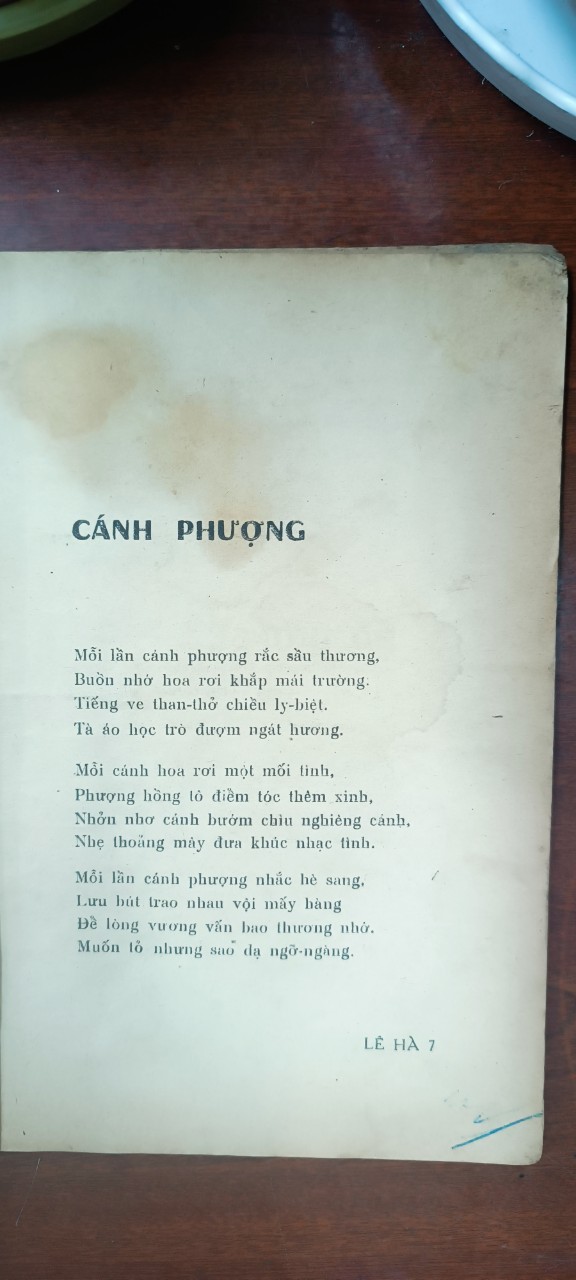 CÁNH PHƯỢNG
Mỗi lần cánh phượng rắc sầu thương,
Buồn nhớ hoa rơi khắp mái trường.
Tiếng ve than-thở chiều ly-biệt.
Tà áo học trò đượm ngát hương.
Mỗi cánh hoa rơi một mối tình,
Phượng hồng tô điểm tóc thêm xinh,
Nhởn nhơ cánh bướm chìu nghiêng cánh,
Nhẹ thoảng mây đưa khúc nhạc tình.
Mỗi lần cánh phượng nhắc hè sang,
Lưu bút trao nhau vội mấy hàng
Để lòng vương vấn bao thương nhớ.
Muốn tỏ nhưng sao dạ ngỡ-ngàng.
LÊ HÀ 7